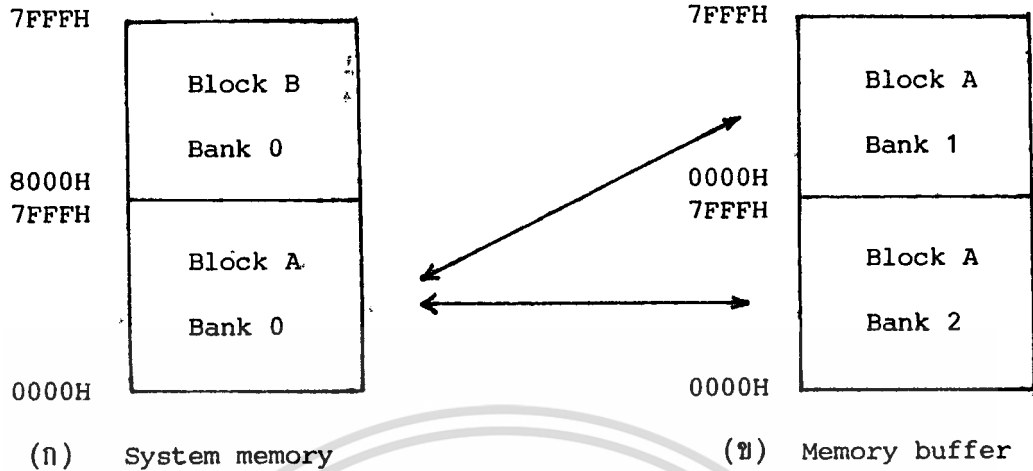 7FFFH
Block B
Bank 0
8000H
7FFFH
Block A
Bank 0
0000H
(ก) System memory
7FFFH
Block A
Bank 1
0000H
7FFFH
Block A
Bank 2
0000H
(ข) Memory buffer